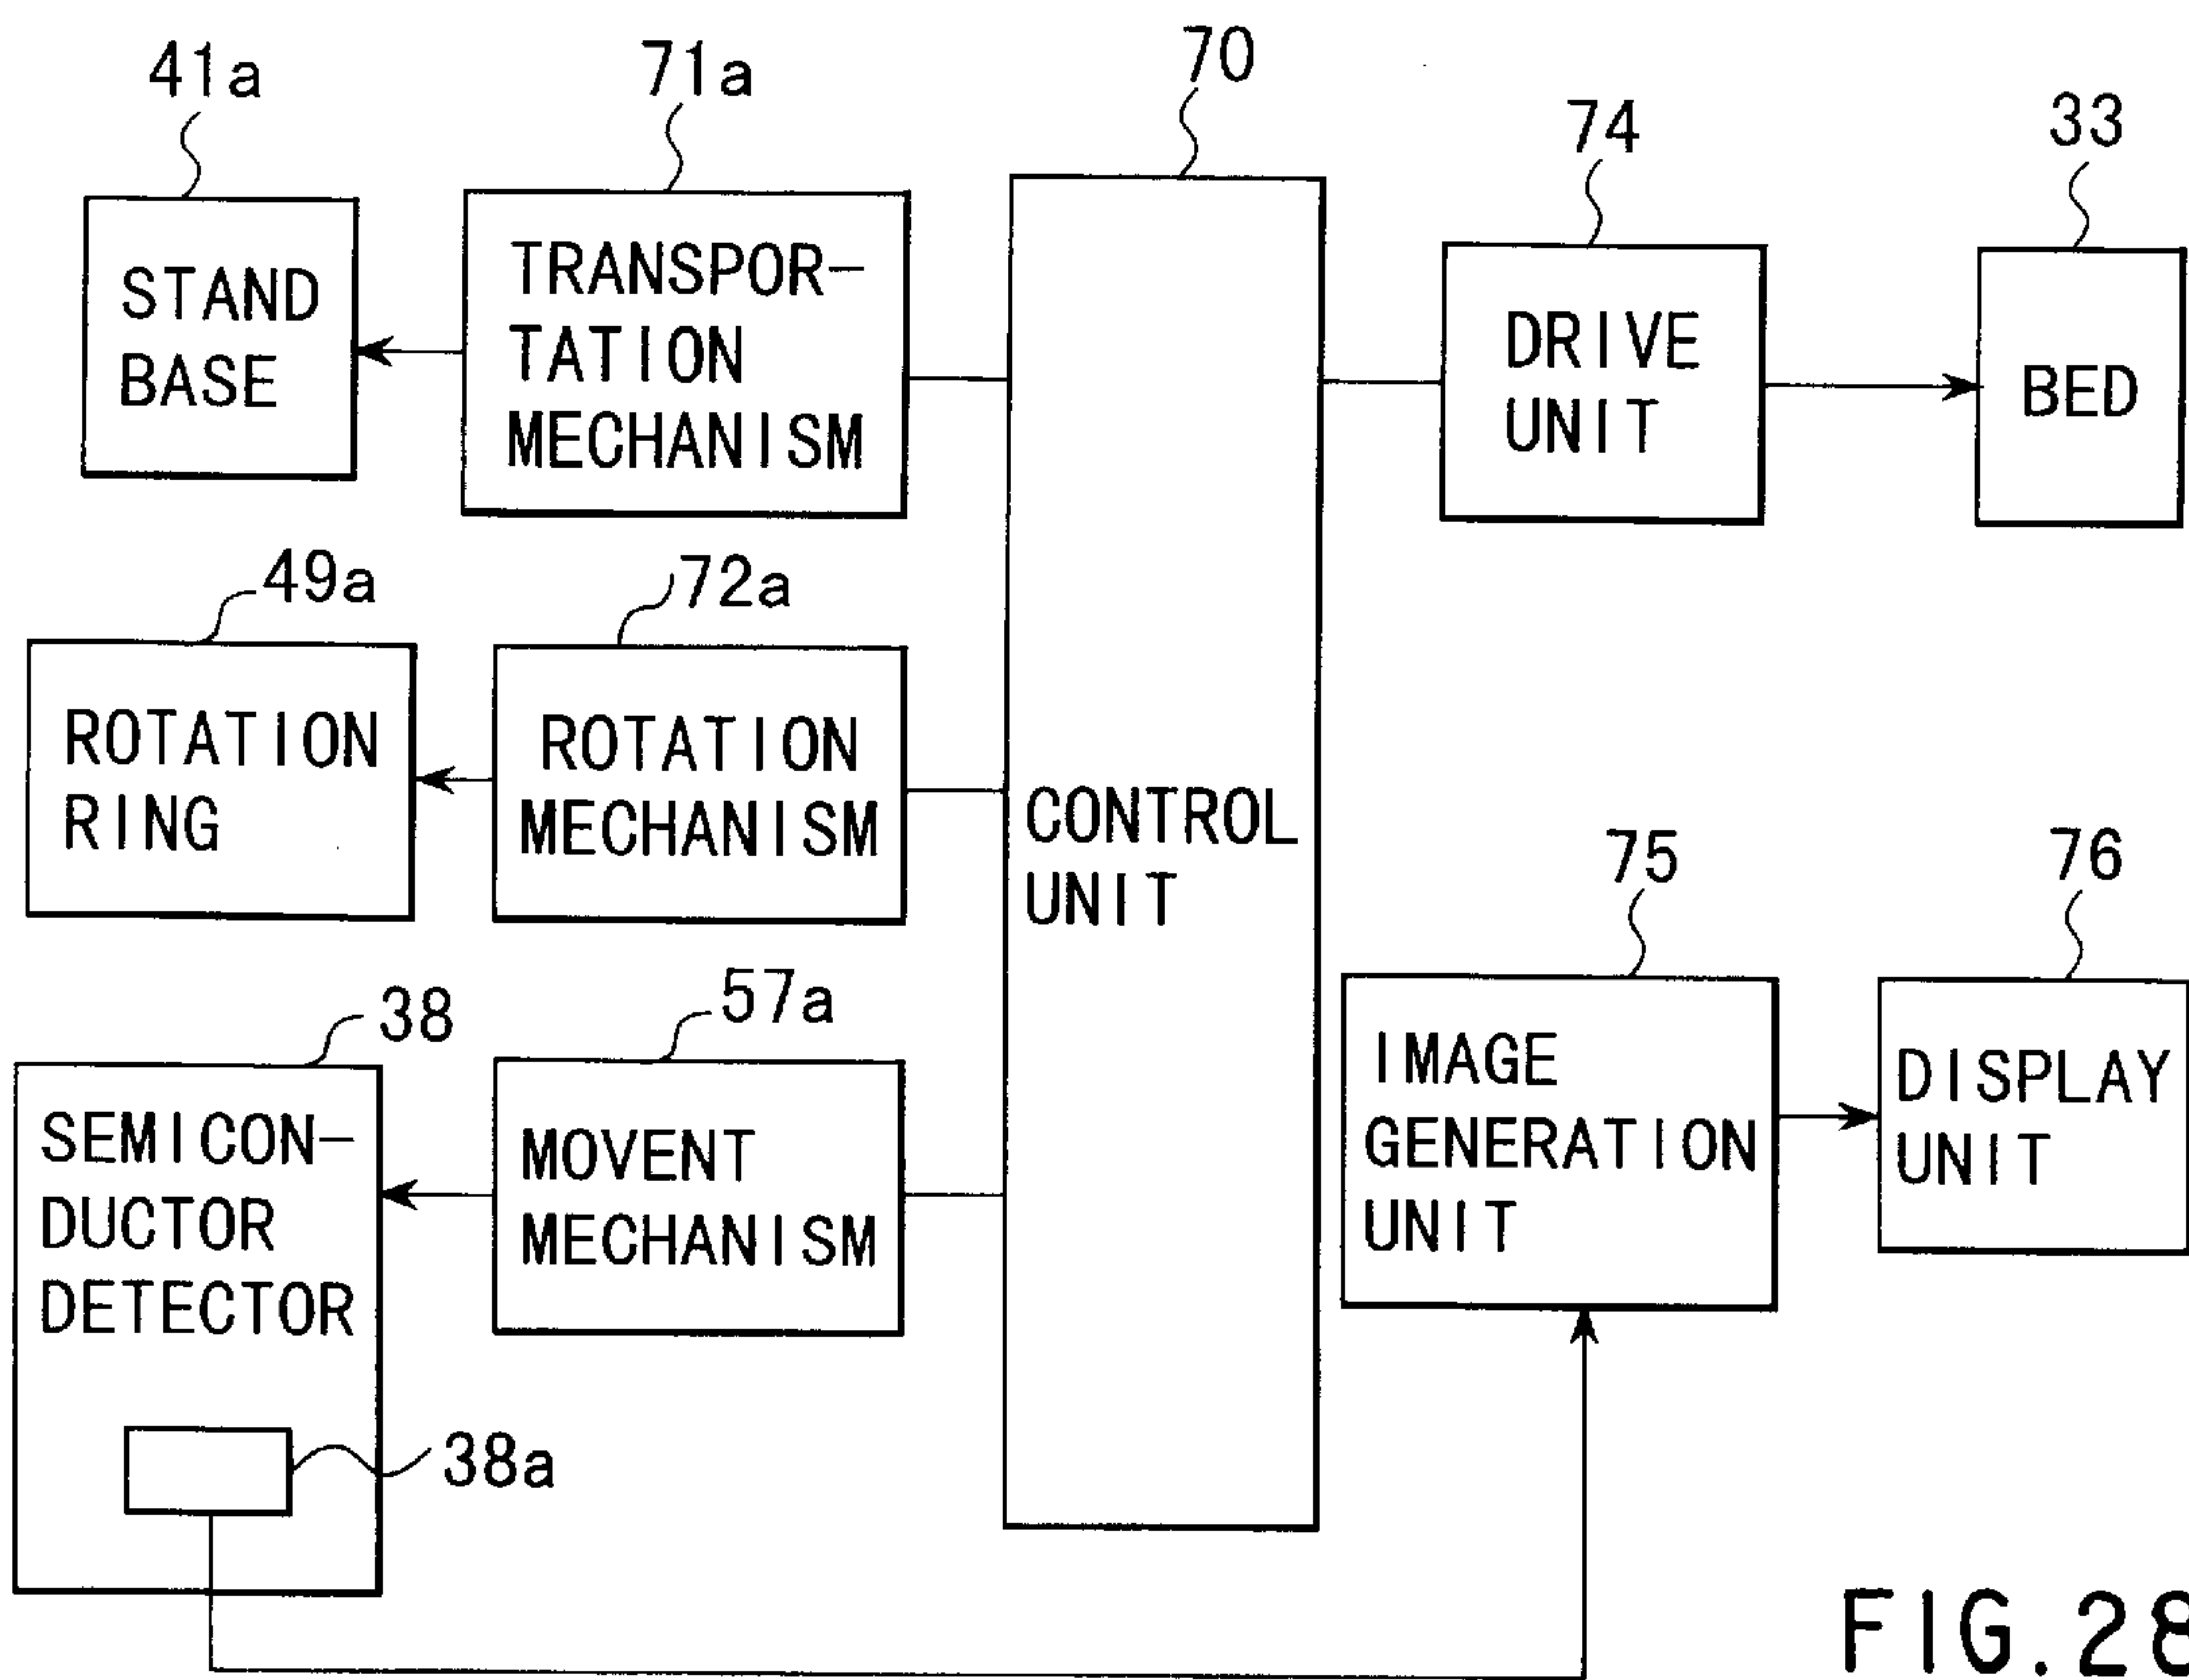 41a
71a
70
74
33
STAND
BASE
TRANSPOR-
TATION
MECHANISM
DRIVE
UNIT
BED
49a
72a
ROTATION
RING
ROTATION
MECHANISM
CONTROL
UNIT
75
76
38
57a
SEMICON-
DUCTOR
DETECTOR
MOVENT
MECHANISM
IMAGE
GENERATION
UNIT
DISPLAY
UNIT
38a
FIG.28